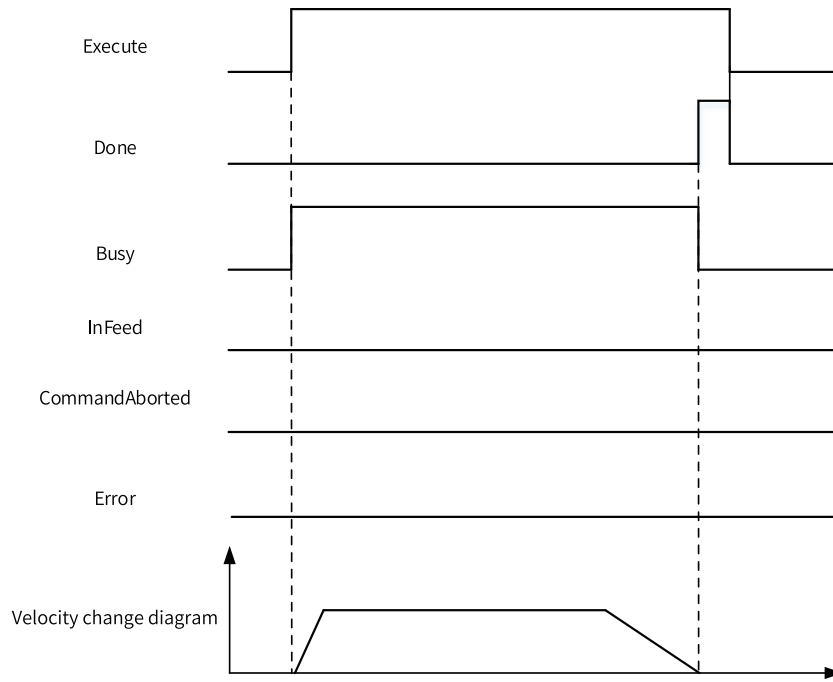 Execute
Done
Busy
InFeed
CommandAborted
Error
Velocity change diagram